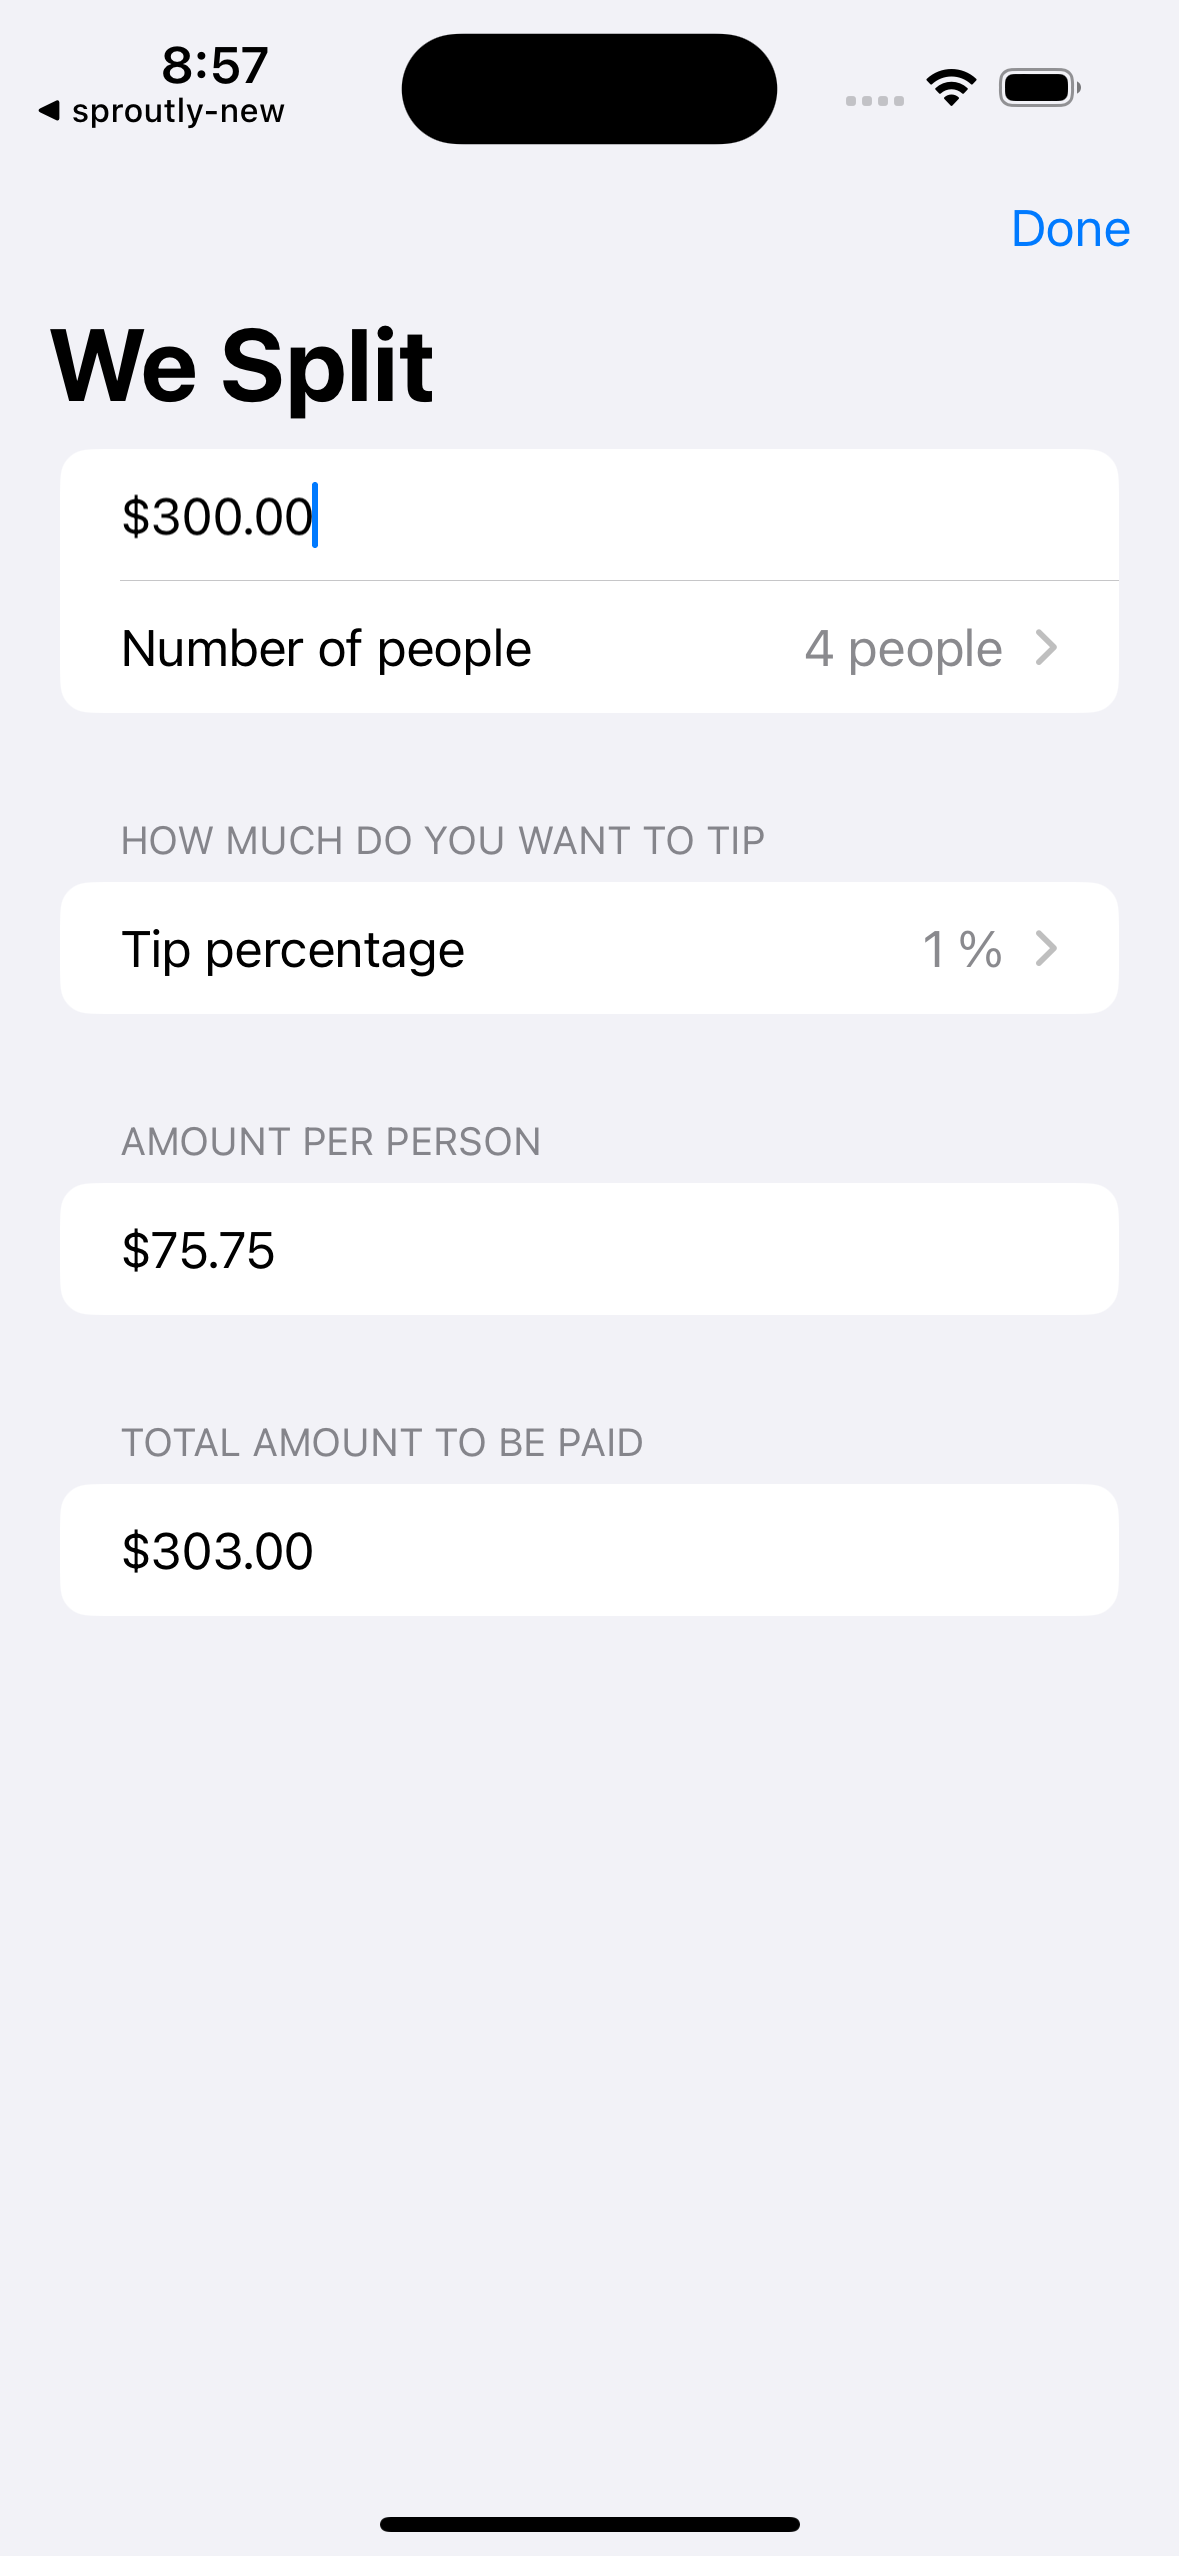 8:57
sproutly-new
Done
We Split
$300.00
Number of people 4 people
HOW MUCH DO YOU WANT TO TIP
Tip percentage 1 %
AMOUNT PER PERSON
$75.75
TOTAL AMOUNT TO BE PAID
$303.00